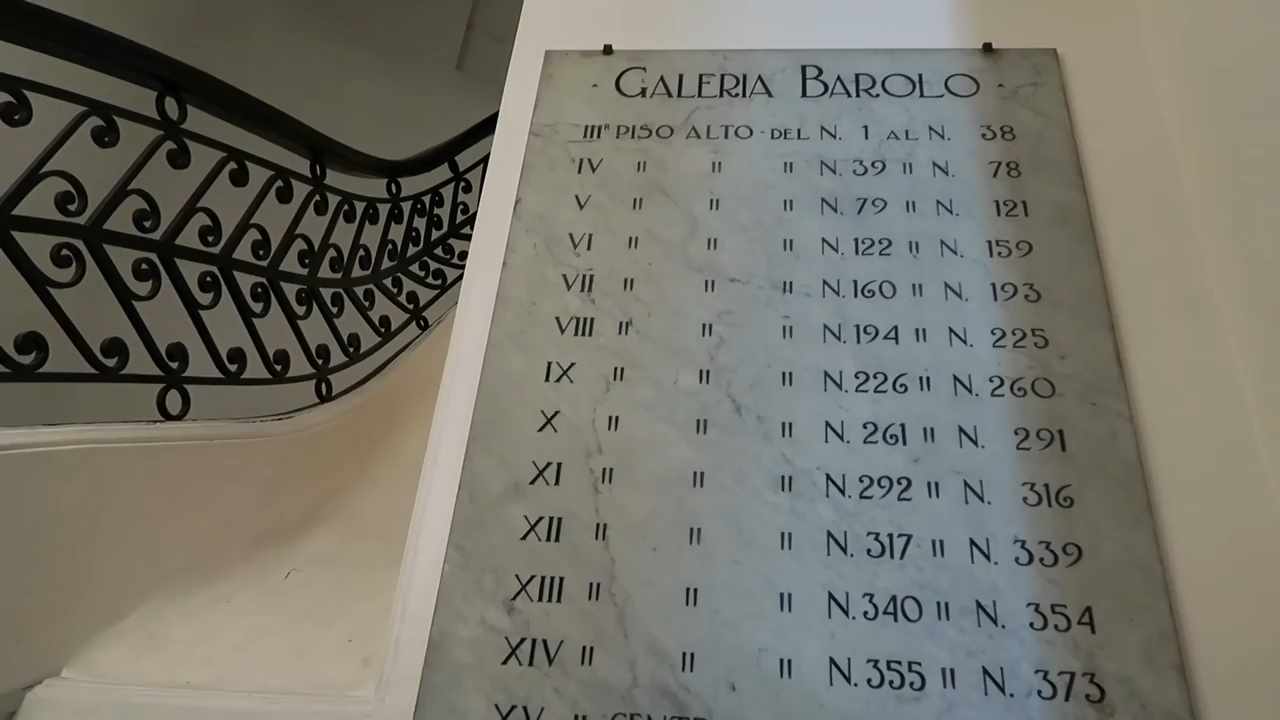 · GALERIA BAROLO ·
IIIᴿ PISO ALTO · DEL N. 1 AL N. 38
IV " " " N. 39 " N. 78
V " " " N. 79 " N. 121
VI " " " N. 122 " N. 159
VII " " " N. 160 " N. 193
VIII " " " N. 194 " N. 225
IX " " " N. 226 " N. 260
X " " " N. 261 " N. 291
XI " " " N. 292 " N. 316
XII " " " N. 317 " N. 339
XIII " " " N. 340 " N. 354
XIV " " " N. 355 " N. 373
XV "